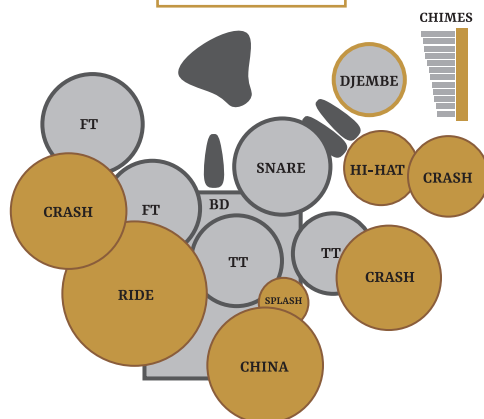 CHIMES
DJEMBE
FT
SNARE
HI-HAT
CRASH
CRASH
FT
BD
TT
TT
CRASH
RIDE
SPLASH
CHINA